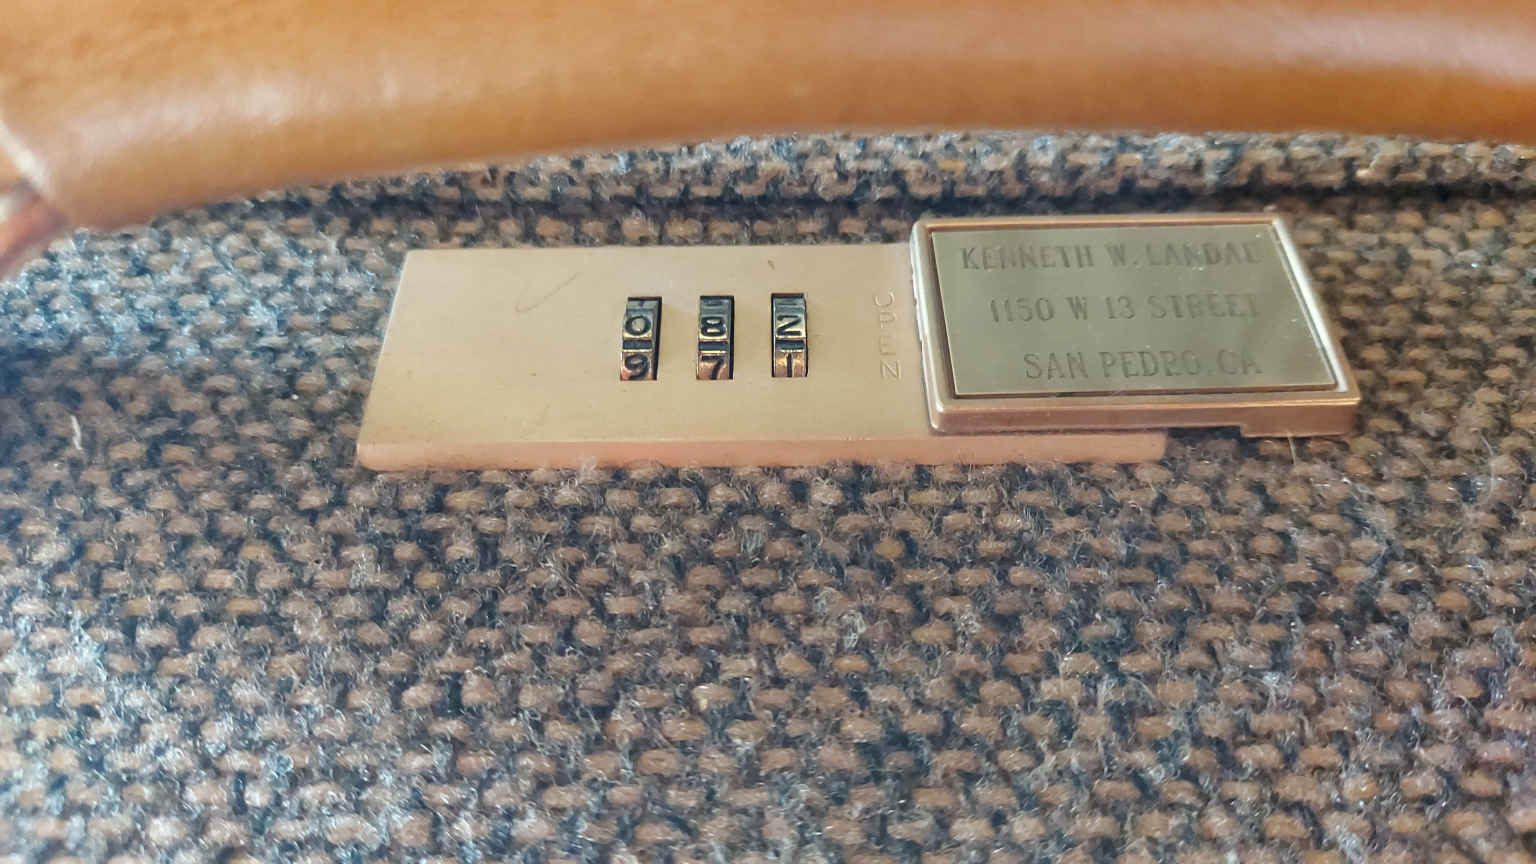 0 8 2
9 7 1
OPEN
KENNETH W. LANDAU
1150 W 13 STREET
SAN PEDRO, CA